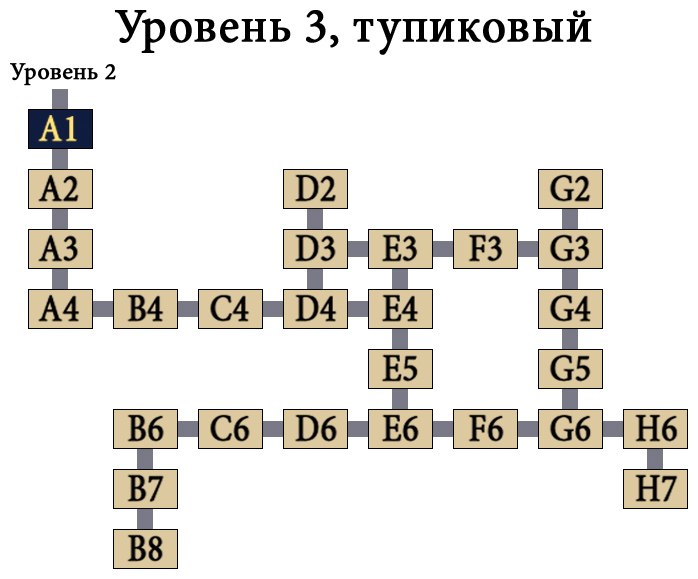 Уровень 3, тупиковый
Уровень 2
A1
A2 D2 G2
A3 D3 E3 F3 G3
A4 B4 C4 D4 E4 G4
E5 G5
B6 C6 D6 E6 F6 G6 H6
B7 H7
B8